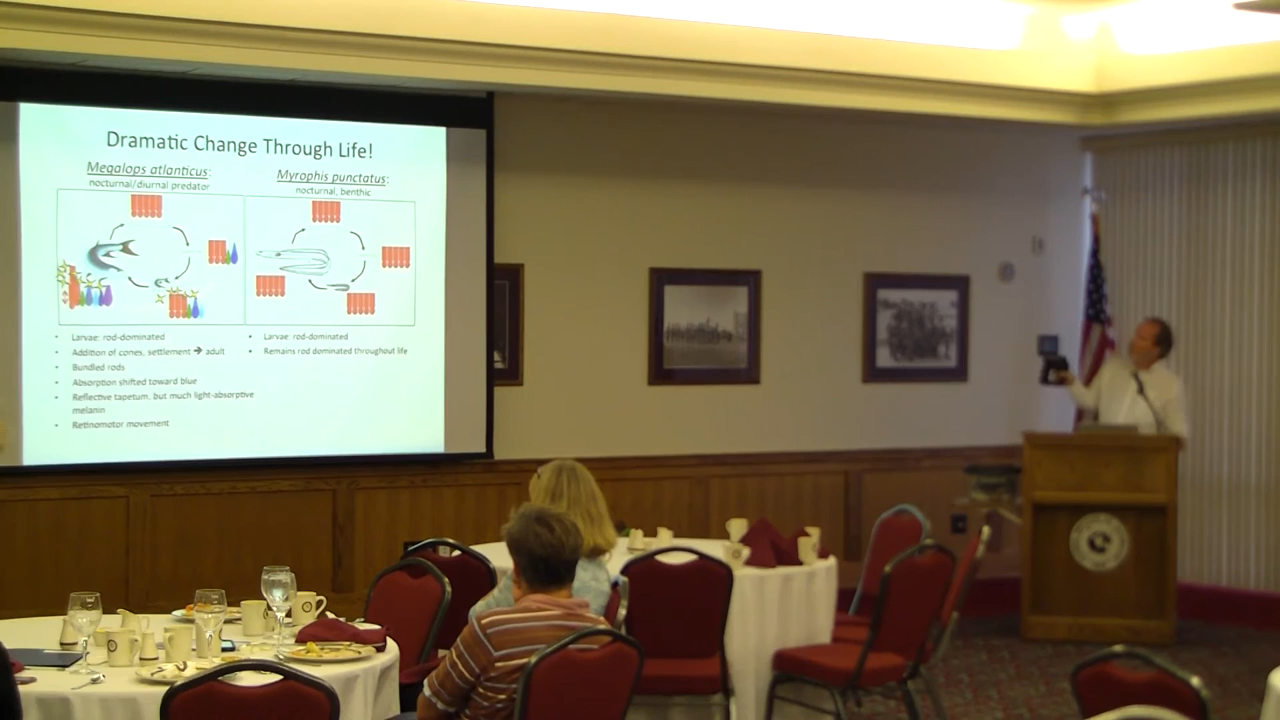 Dramatic Change Through Life!
Megalops atlanticus:
nocturnal/diurnal predator
Myrophis punctatus:
nocturnal, benthic
• Larvae: rod-dominated
• Addition of cones, settlement → adult
• Bundled rods
• Absorption shifted toward blue
• Reflective tapetum, but much light-absorptive
melanin
• Retinomotor movement
• Larvae: rod-dominated
• Remains rod dominated throughout life